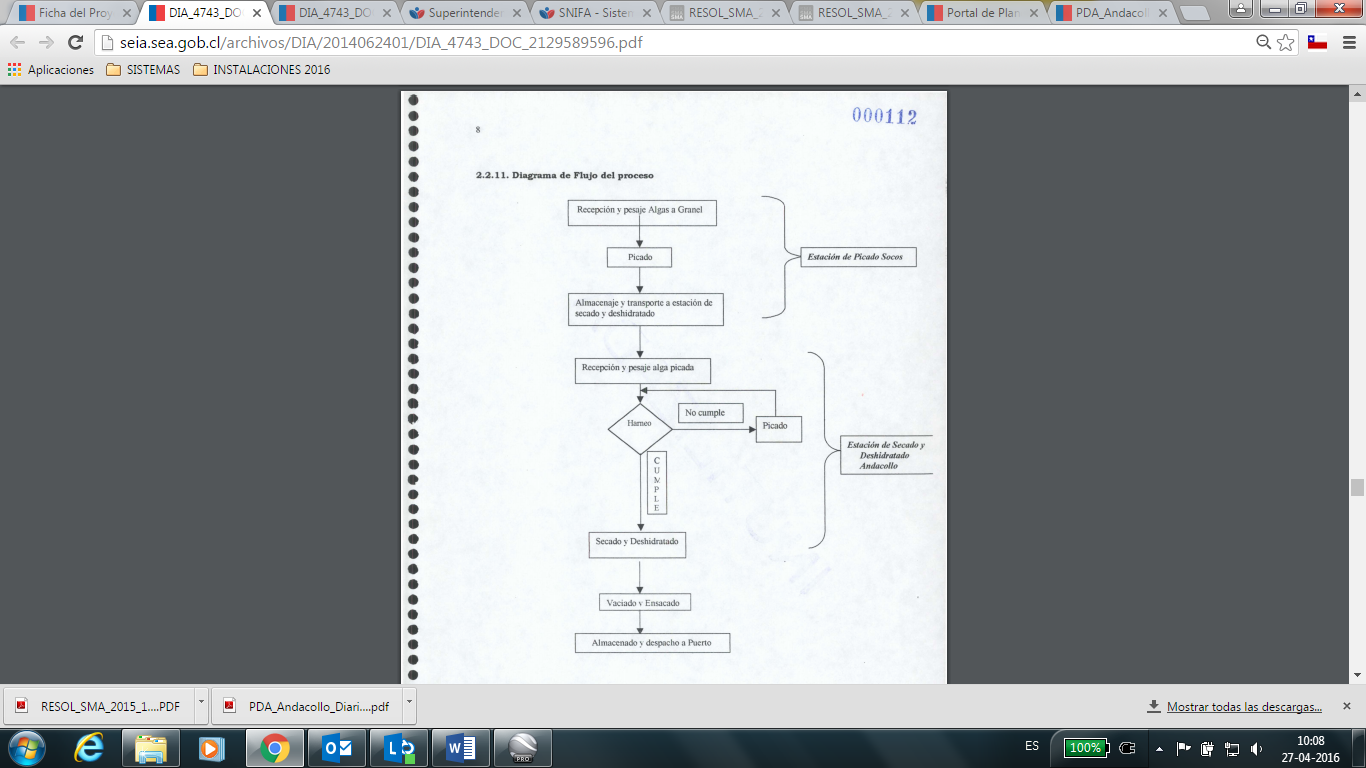 Ficha del Proy
DIA_4743_DO
DIA_4743_DO
Superintender
SNIFA - Sistem
RESOL_SMA_2
RESOL_SMA_2
Portal de Plan
PDA_Andacoll
seia.sea.gob.cl/archivos/DIA/2014062401/DIA_4743_DOC_2129589596.pdf
Aplicaciones
SISTEMAS
INSTALACIONES 2016
000112
8
2.2.11. Diagrama de Flujo del proceso
Recepción y pesaje Algas a Granel
Picado
Estación de Picado Socos
Almacenaje y transporte a estación de
secado y deshidratado
Recepción y pesaje alga picada
No cumple
Harneo
Picado
Estación de Secado y
Deshidratado
Andacollo
C
U
M
P
L
E
Secado y Deshidratado
Vaciado y Ensacado
Almacenado y despacho a Puerto
RESOL_SMA_2015_1....PDF
PDA_Andacollo_Diari....pdf
Mostrar todas las descargas...
PRO
ES
100%
10:08
27-04-2016